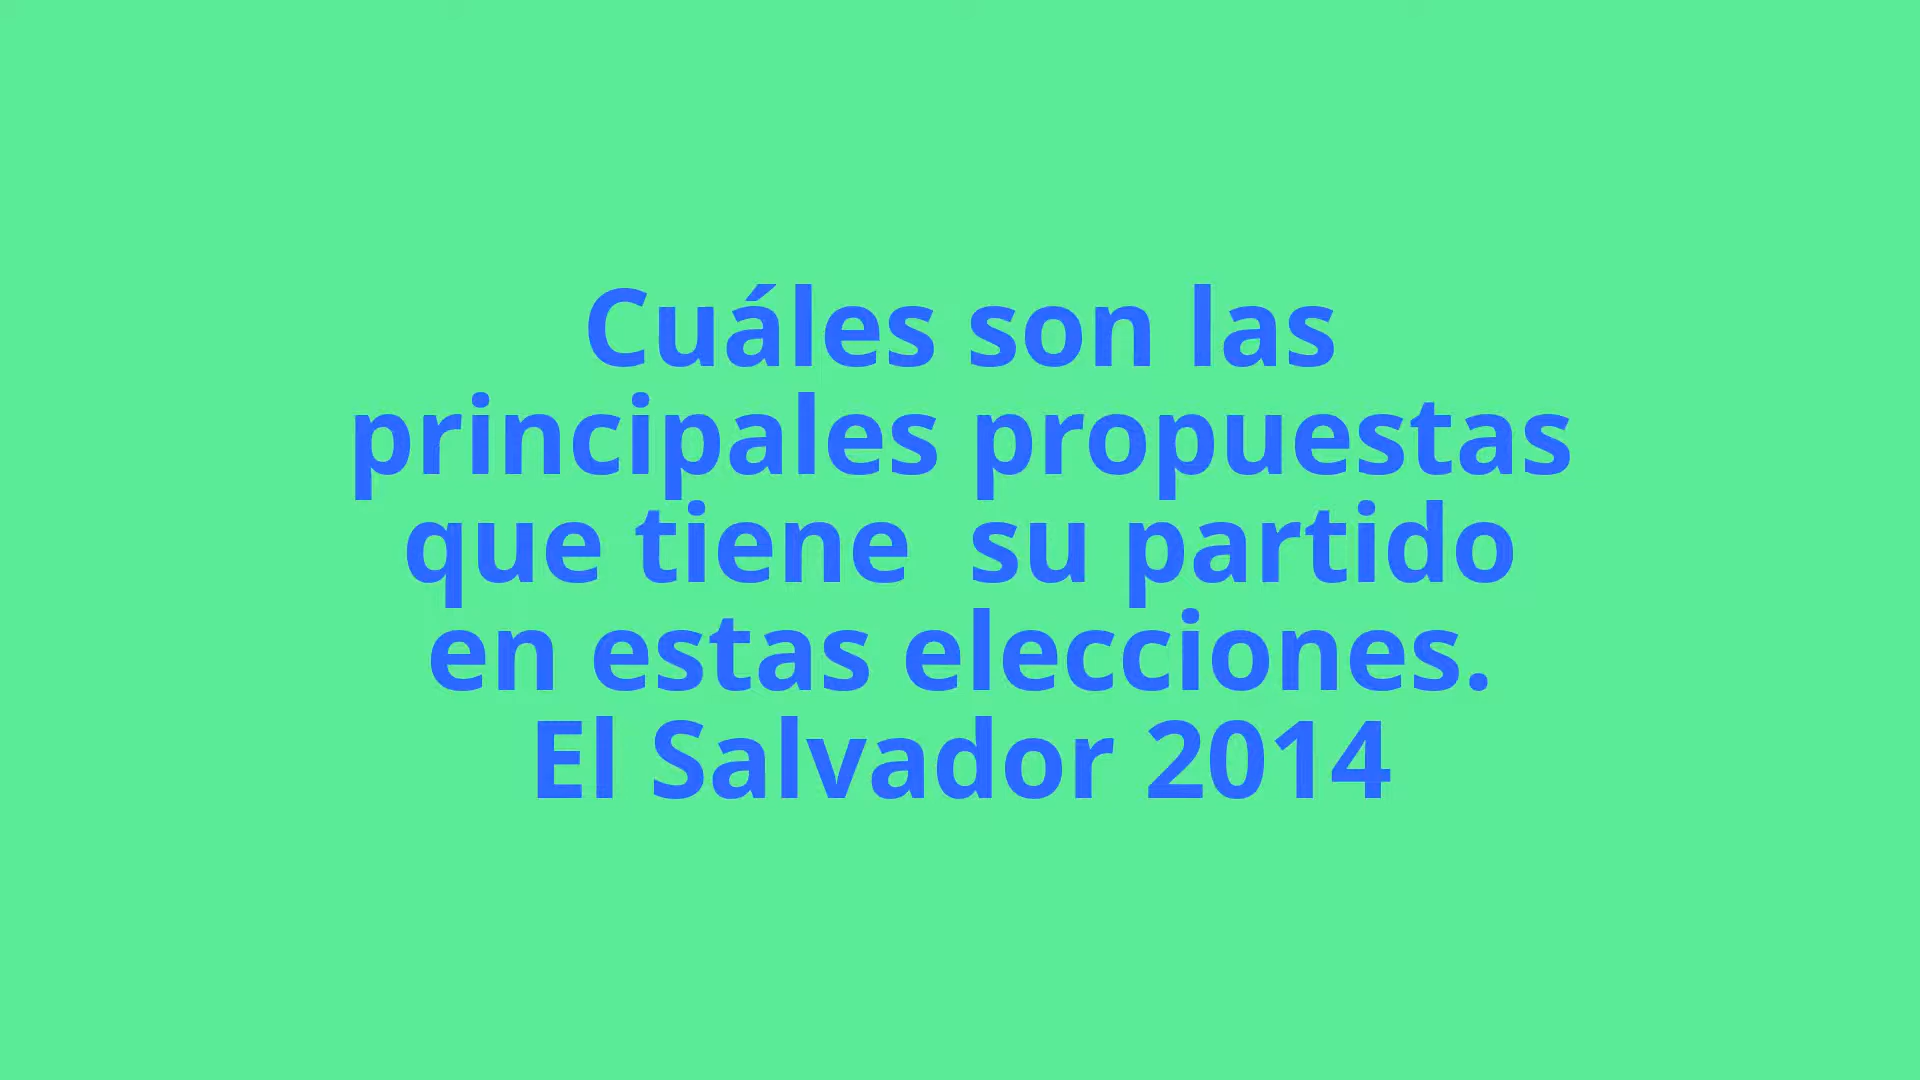 Cuáles son las
principales propuestas
que tiene  su partido
en estas elecciones.
El Salvador 2014